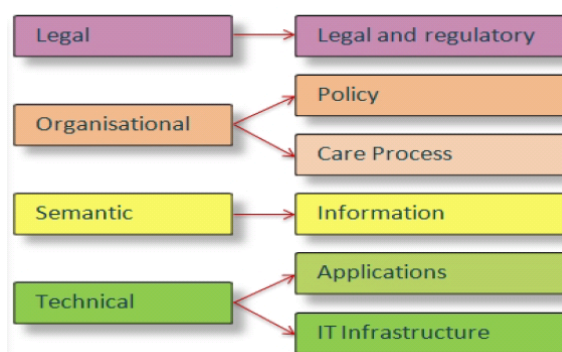 Legal
Legal and regulatory
Organisational
Policy
Care Process
Semantic
Information
Technical
Applications
IT Infrastructure